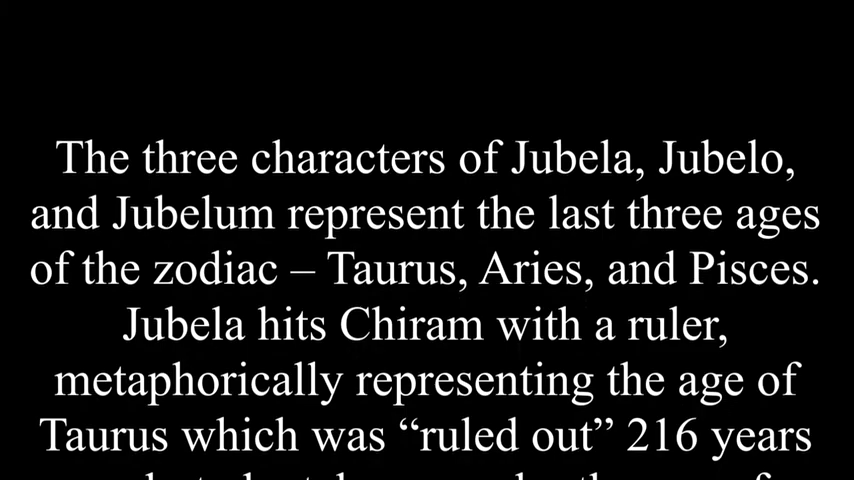 The three characters of Jubela, Jubelo,
and Jubelum represent the last three ages
of the zodiac – Taurus, Aries, and Pisces.
Jubela hits Chiram with a ruler,
metaphorically representing the age of
Taurus which was “ruled out” 216 years